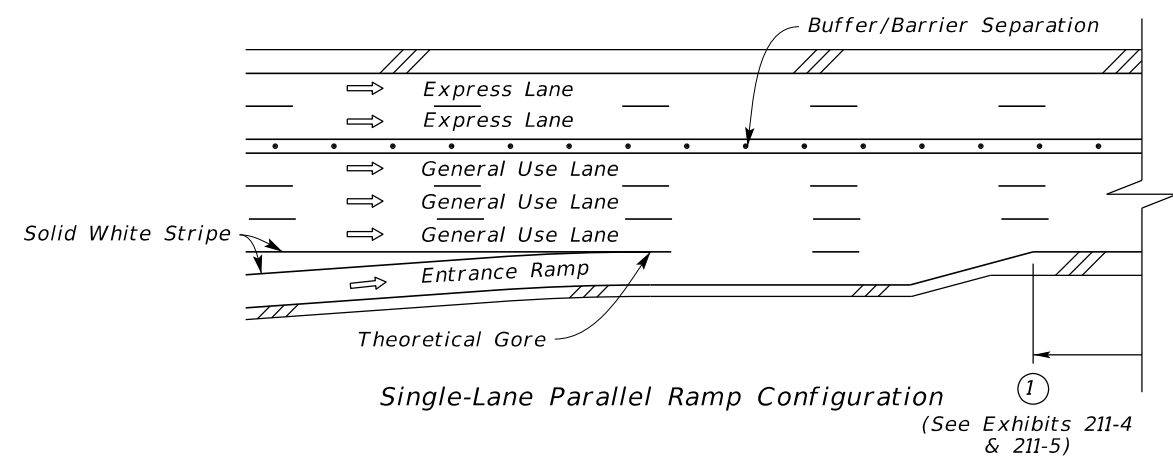 Buffer/Barrier Separation
Express Lane
Express Lane
General Use Lane
General Use Lane
General Use Lane
Solid White Stripe
Entrance Ramp
Theoretical Gore
Single-Lane Parallel Ramp Configuration
1
(See Exhibits 211-4
& 211-5)